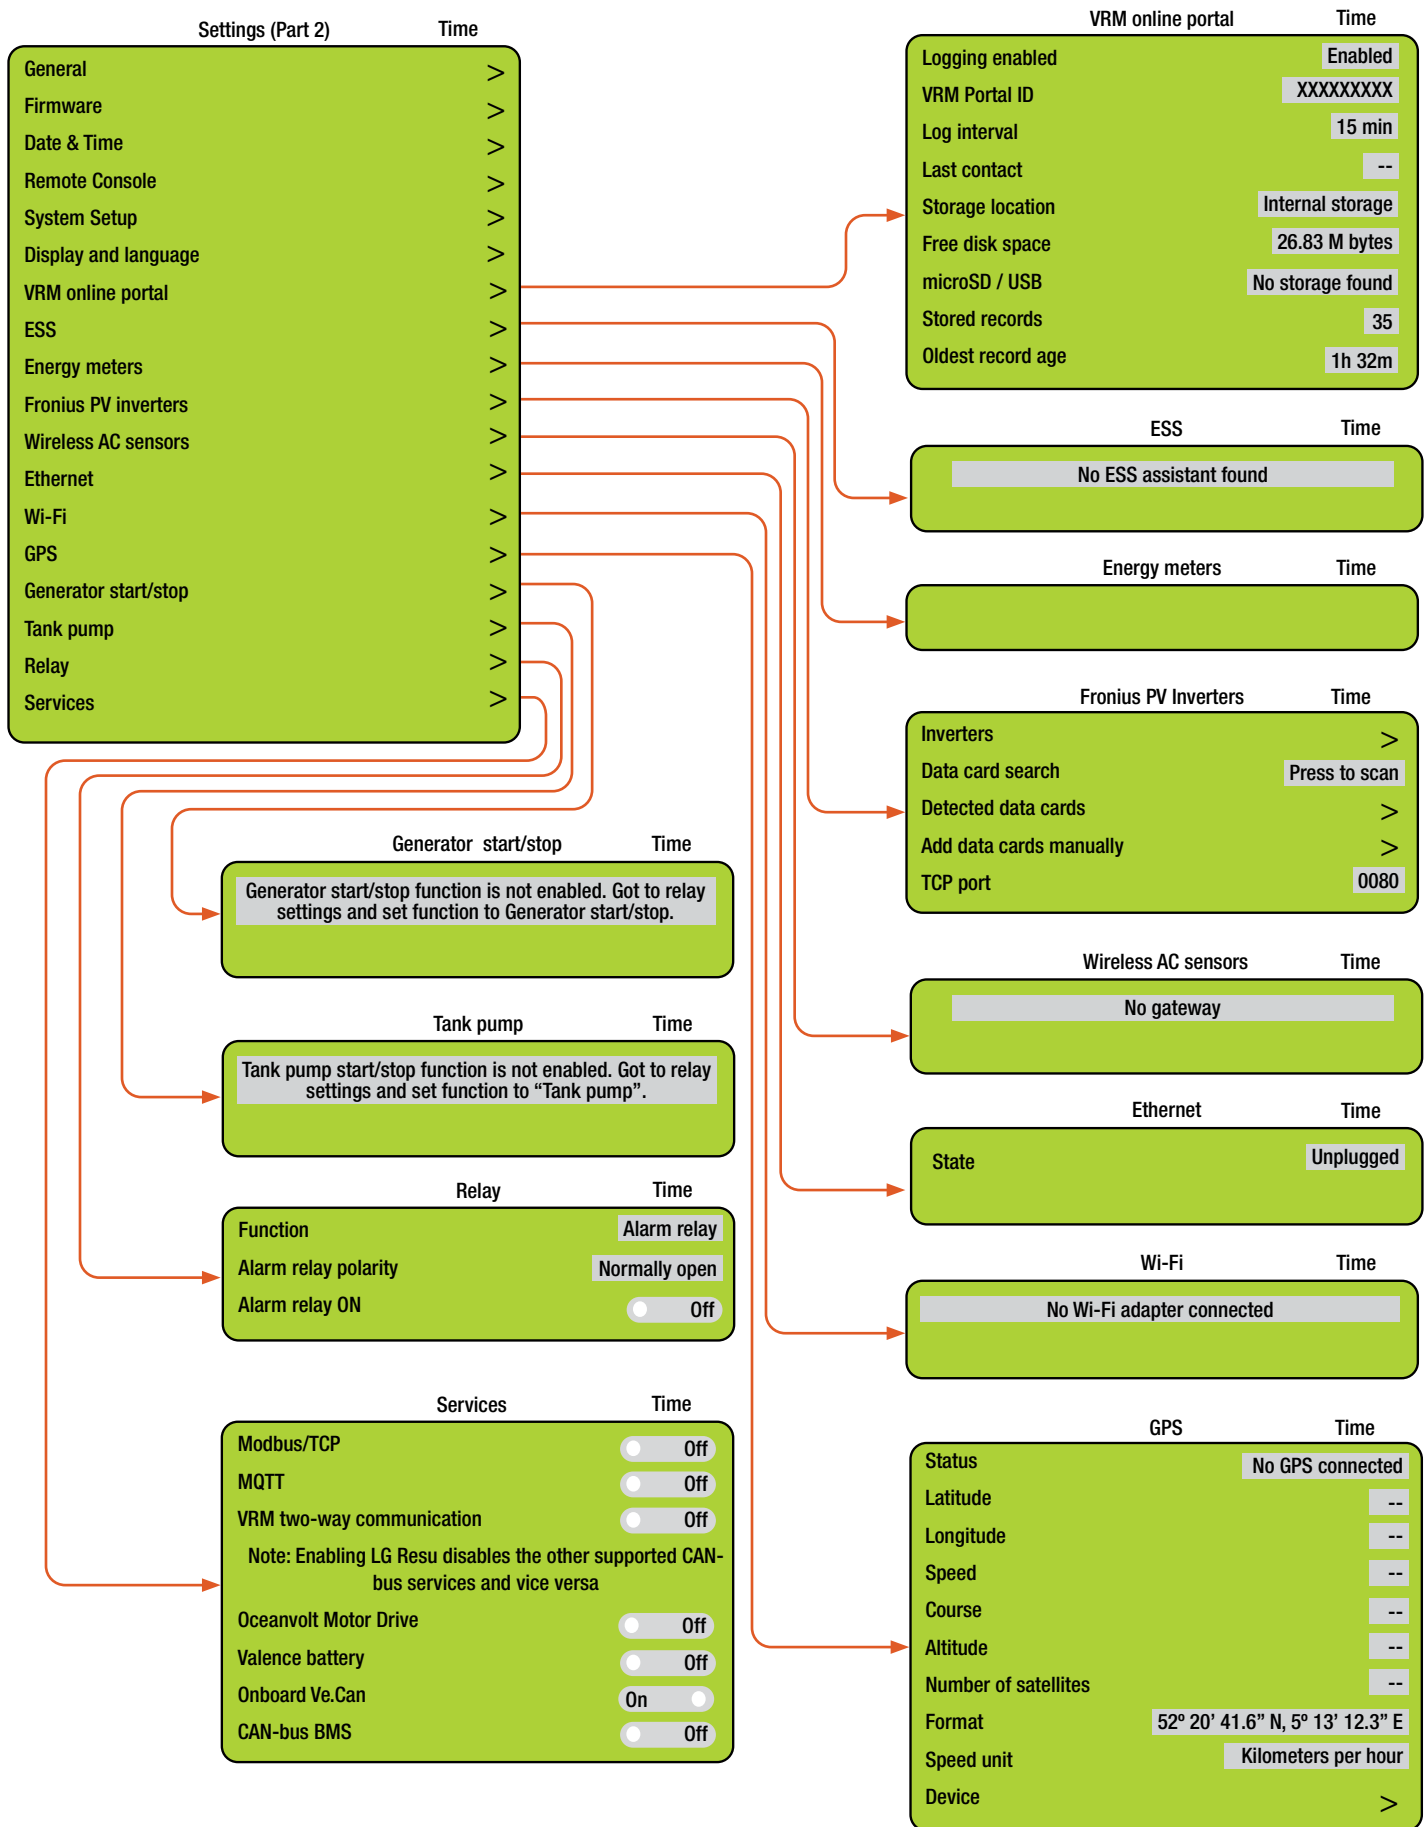 Settings (Part 2) Time
General >
Firmware >
Date & Time >
Remote Console >
System Setup >
Display and language >
VRM online portal >
ESS >
Energy meters >
Fronius PV inverters >
Wireless AC sensors >
Ethernet >
Wi-Fi >
GPS >
Generator start/stop >
Tank pump >
Relay >
Services >
Generator start/stop Time
Generator start/stop function is not enabled. Got to relay
settings and set function to Generator start/stop.
Tank pump Time
Tank pump start/stop function is not enabled. Got to relay
settings and set function to “Tank pump”.
Relay Time
Function Alarm relay
Alarm relay polarity Normally open
Alarm relay ON Off
Services Time
Modbus/TCP Off
MQTT Off
VRM two-way communication Off
Note: Enabling LG Resu disables the other supported CAN-
bus services and vice versa
Oceanvolt Motor Drive Off
Valence battery Off
Onboard Ve.Can On
CAN-bus BMS Off
VRM online portal Time
Logging enabled Enabled
VRM Portal ID XXXXXXXXX
Log interval 15 min
Last contact --
Storage location Internal storage
Free disk space 26.83 M bytes
microSD / USB No storage found
Stored records 35
Oldest record age 1h 32m
ESS Time
No ESS assistant found
Energy meters Time
Fronius PV Inverters Time
Inverters >
Data card search Press to scan
Detected data cards >
Add data cards manually >
TCP port 0080
Wireless AC sensors Time
No gateway
Ethernet Time
State Unplugged
Wi-Fi Time
No Wi-Fi adapter connected
GPS Time
Status No GPS connected
Latitude --
Longitude --
Speed --
Course --
Altitude --
Number of satellites --
Format 52º 20’ 41.6” N, 5º 13’ 12.3” E
Speed unit Kilometers per hour
Device >